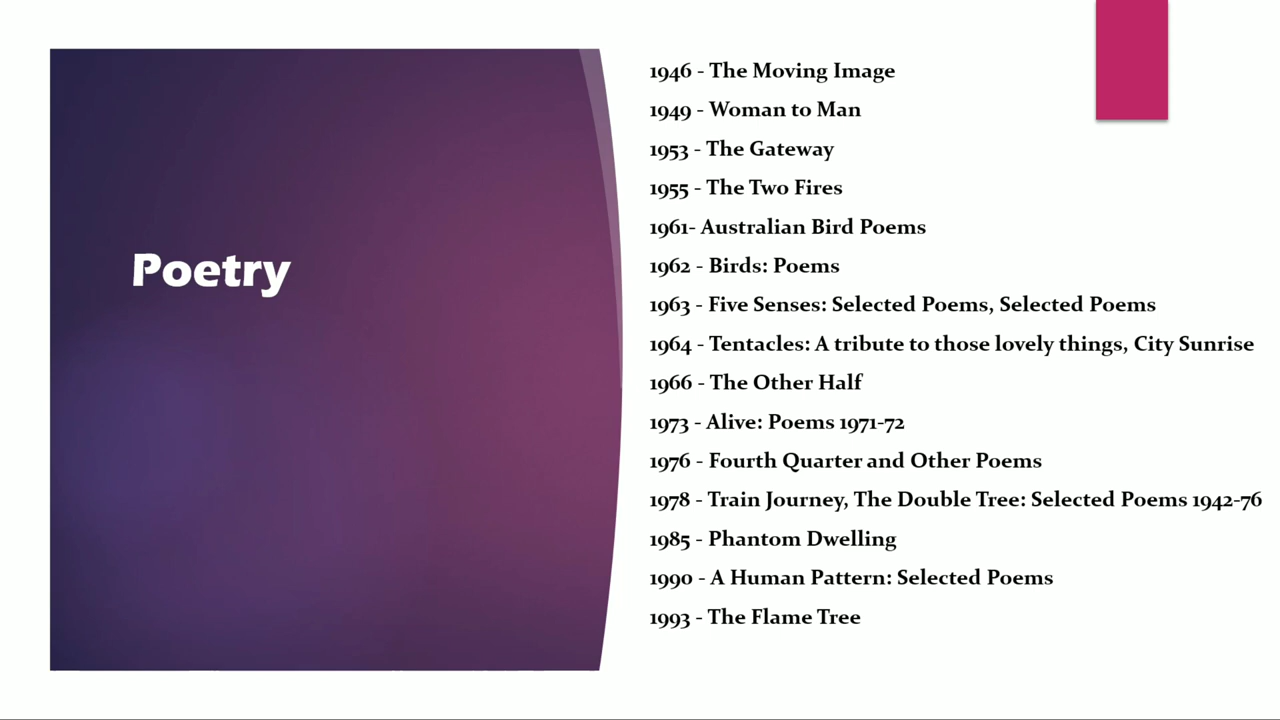 Poetry
1946 - The Moving Image
1949 - Woman to Man
1953 - The Gateway
1955 - The Two Fires
1961- Australian Bird Poems
1962 - Birds: Poems
1963 - Five Senses: Selected Poems, Selected Poems
1964 - Tentacles: A tribute to those lovely things, City Sunrise
1966 - The Other Half
1973 - Alive: Poems 1971-72
1976 - Fourth Quarter and Other Poems
1978 - Train Journey, The Double Tree: Selected Poems 1942-76
1985 - Phantom Dwelling
1990 - A Human Pattern: Selected Poems
1993 - The Flame Tree